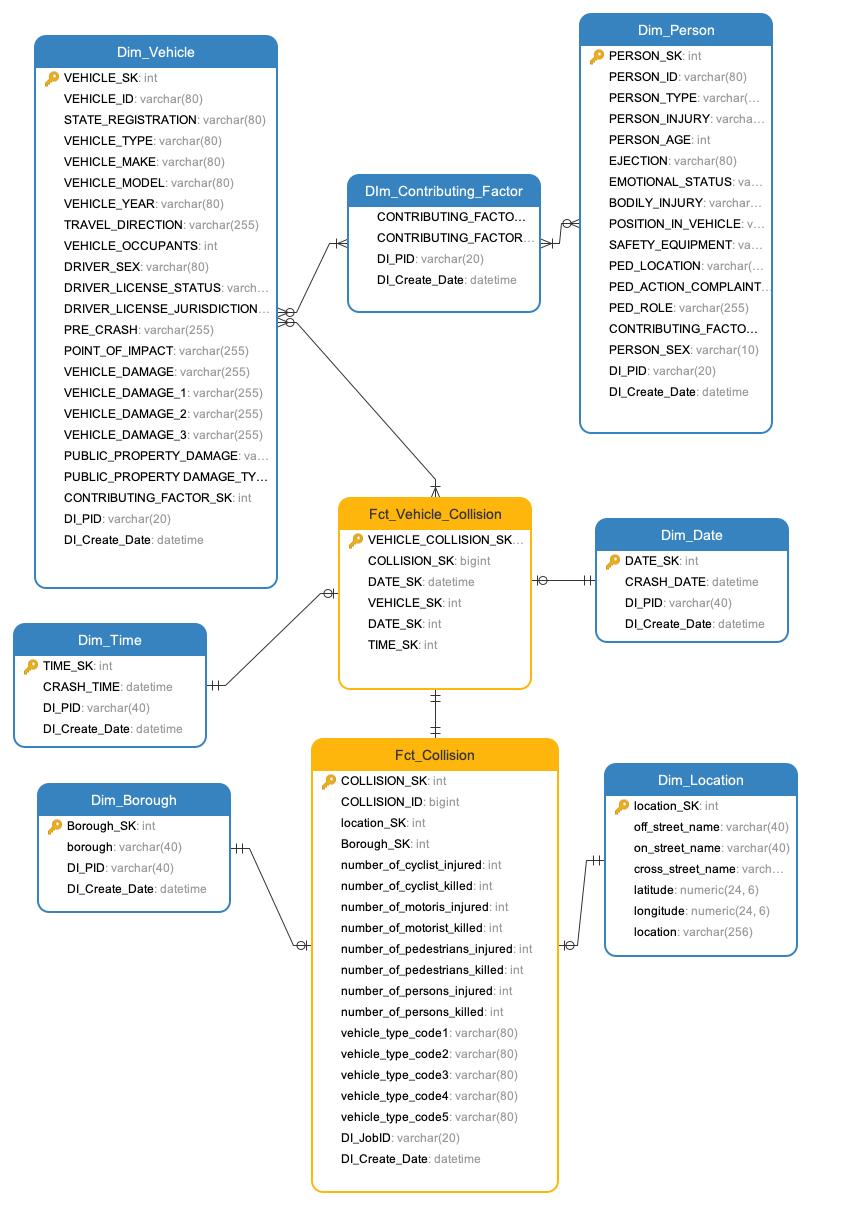 Dim_Vehicle
VEHICLE_SK: int
VEHICLE_ID: varchar(80)
STATE_REGISTRATION: varchar(80)
VEHICLE_TYPE: varchar(80)
VEHICLE_MAKE: varchar(80)
VEHICLE_MODEL: varchar(80)
VEHICLE_YEAR: varchar(80)
TRAVEL_DIRECTION: varchar(255)
VEHICLE_OCCUPANTS: int
DRIVER_SEX: varchar(80)
DRIVER_LICENSE_STATUS: varch...
DRIVER_LICENSE_JURISDICTION...
PRE_CRASH: varchar(255)
POINT_OF_IMPACT: varchar(255)
VEHICLE_DAMAGE: varchar(255)
VEHICLE_DAMAGE_1: varchar(255)
VEHICLE_DAMAGE_2: varchar(255)
VEHICLE_DAMAGE_3: varchar(255)
PUBLIC_PROPERTY_DAMAGE: va...
PUBLIC_PROPERTY DAMAGE_TY...
CONTRIBUTING_FACTOR_SK: int
DI_PID: varchar(20)
DI_Create_Date: datetime
DIm_Contributing_Factor
CONTRIBUTING_FACTO...
CONTRIBUTING_FACTOR...
DI_PID: varchar(20)
DI_Create_Date: datetime
Dim_Person
PERSON_SK: int
PERSON_ID: varchar(80)
PERSON_TYPE: varchar(...
PERSON_INJURY: varcha...
PERSON_AGE: int
EJECTION: varchar(80)
EMOTIONAL_STATUS: va...
BODILY_INJURY: varchar...
POSITION_IN_VEHICLE: v...
SAFETY_EQUIPMENT: va...
PED_LOCATION: varchar(...
PED_ACTION_COMPLAINT...
PED_ROLE: varchar(255)
CONTRIBUTING_FACTO...
PERSON_SEX: varchar(10)
DI_PID: varchar(20)
DI_Create_Date: datetime
Fct_Vehicle_Collision
VEHICLE_COLLISION_SK...
COLLISION_SK: bigint
DATE_SK: datetime
VEHICLE_SK: int
DATE_SK: int
TIME_SK: int
Dim_Date
DATE_SK: int
CRASH_DATE: datetime
DI_PID: varchar(40)
DI_Create_Date: datetime
Dim_Time
TIME_SK: int
CRASH_TIME: datetime
DI_PID: varchar(40)
DI_Create_Date: datetime
Dim_Borough
Borough_SK: int
borough: varchar(40)
DI_PID: varchar(40)
DI_Create_Date: datetime
Fct_Collision
COLLISION_SK: int
COLLISION_ID: bigint
location_SK: int
Borough_SK: int
number_of_cyclist_injured: int
number_of_cyclist_killed: int
number_of_motoris_injured: int
number_of_motorist_killed: int
number_of_pedestrians_injured: int
number_of_pedestrians_killed: int
number_of_persons_injured: int
number_of_persons_killed: int
vehicle_type_code1: varchar(80)
vehicle_type_code2: varchar(80)
vehicle_type_code3: varchar(80)
vehicle_type_code4: varchar(80)
vehicle_type_code5: varchar(80)
DI_JobID: varchar(20)
DI_Create_Date: datetime
Dim_Location
location_SK: int
off_street_name: varchar(40)
on_street_name: varchar(40)
cross_street_name: varch...
latitude: numeric(24, 6)
longitude: numeric(24, 6)
location: varchar(256)